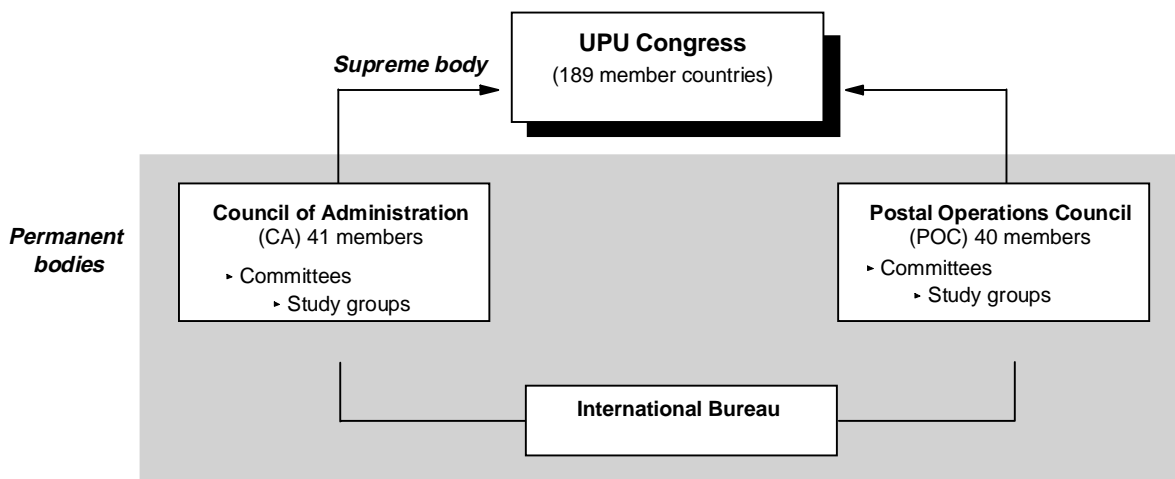 UPU Congress
(189 member countries)
Supreme body
Permanent
bodies
Council of Administration
(CA) 41 members
▸ Committees
▸ Study groups
Postal Operations Council
(POC) 40 members
▸ Committees
▸ Study groups
International Bureau